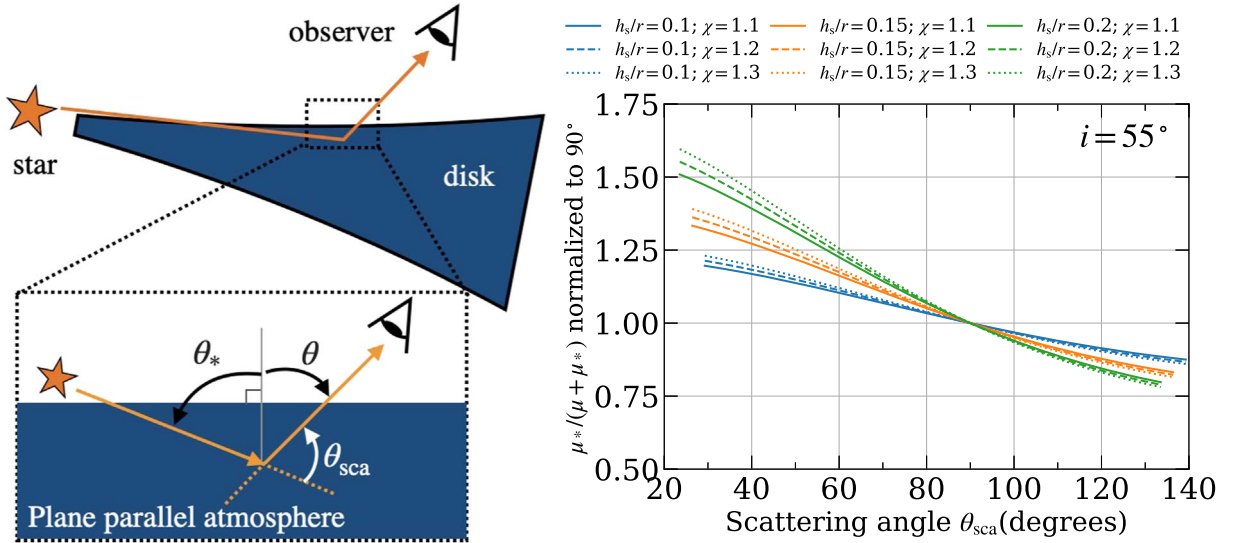 observer
star
disk
θ* θ
θsca
Plane parallel atmosphere
hs/r=0.1; χ=1.1 hs/r=0.15; χ=1.1 hs/r=0.2; χ=1.1
hs/r=0.1; χ=1.2 hs/r=0.15; χ=1.2 hs/r=0.2; χ=1.2
hs/r=0.1; χ=1.3 hs/r=0.15; χ=1.3 hs/r=0.2; χ=1.3
i=55°
μ*/(μ+μ*) normalized to 90°
1.75
1.50
1.25
1.00
0.75
0.50
20 40 60 80 100 120 140
Scattering angle θsca(degrees)